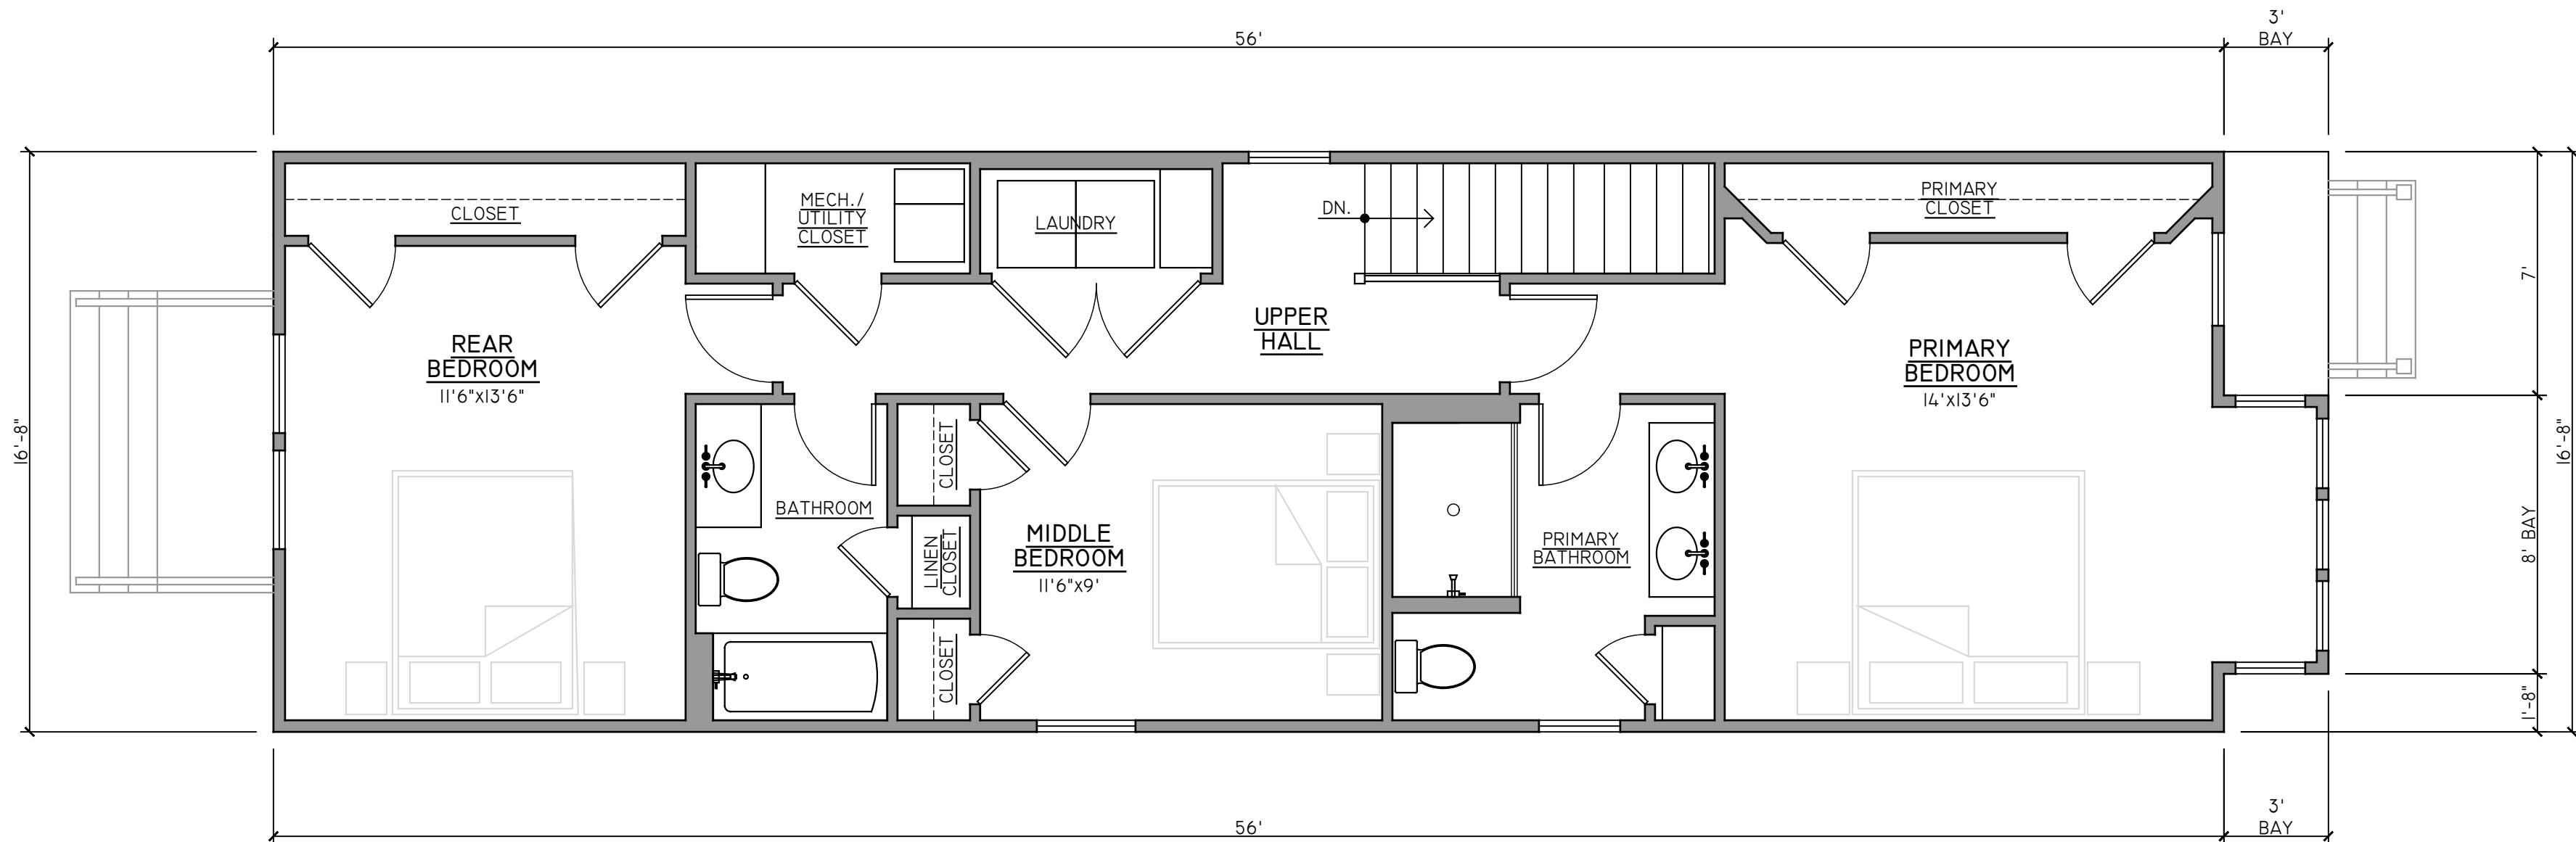 3'
56'
BAY
PRIMARY
CLOSET
MECH./
UTILITY
CLOSET
CLOSET
LAUNDRY
DN.
7'
UPPER
HALL
REAR
BEDROOM
11'6"x13'6"
PRIMARY
BEDROOM
14'x13'6"
16'-8"
16'-8"
CLOSET
BATHROOM
8' BAY
MIDDLE
BEDROOM
11'6"x9'
PRIMARY
BATHROOM
LINEN
CLOSET
CLOSET
1'-8"
3'
56'
BAY